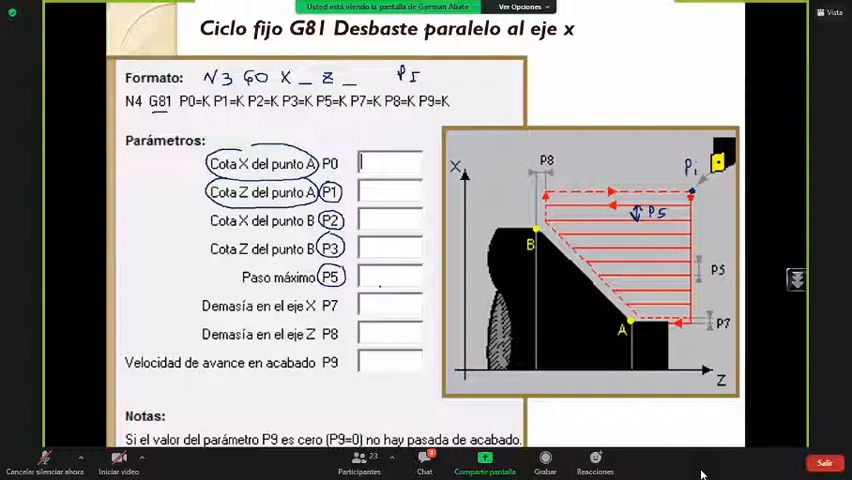 Usted está viendo la pantalla de German Abate
Ver Opciones
Vista
Ciclo fijo G81 Desbaste paralelo al eje x
Formato: N3 G0 X _ Z _ PI
N4 G81 P0=K P1=K P2=K P3=K P5=K P7=K P8=K P9=K
Parámetros:
Cota X del punto A P0
Cota Z del punto A P1
Cota X del punto B P2
Cota Z del punto B P3
Paso máximo P5
Demasía en el eje X P7
Demasía en el eje Z P8
Velocidad de avance en acabado P9
Notas:
Si el valor del parámetro P9 es cero (P9=0) no hay pasada de acabado.
X
P8
Pi
P5
B
P5
A
P7
Z
Cancelar silenciar ahora
Iniciar video
Participantes
23
Chat
Compartir pantalla
Grabar
Reacciones
Salir